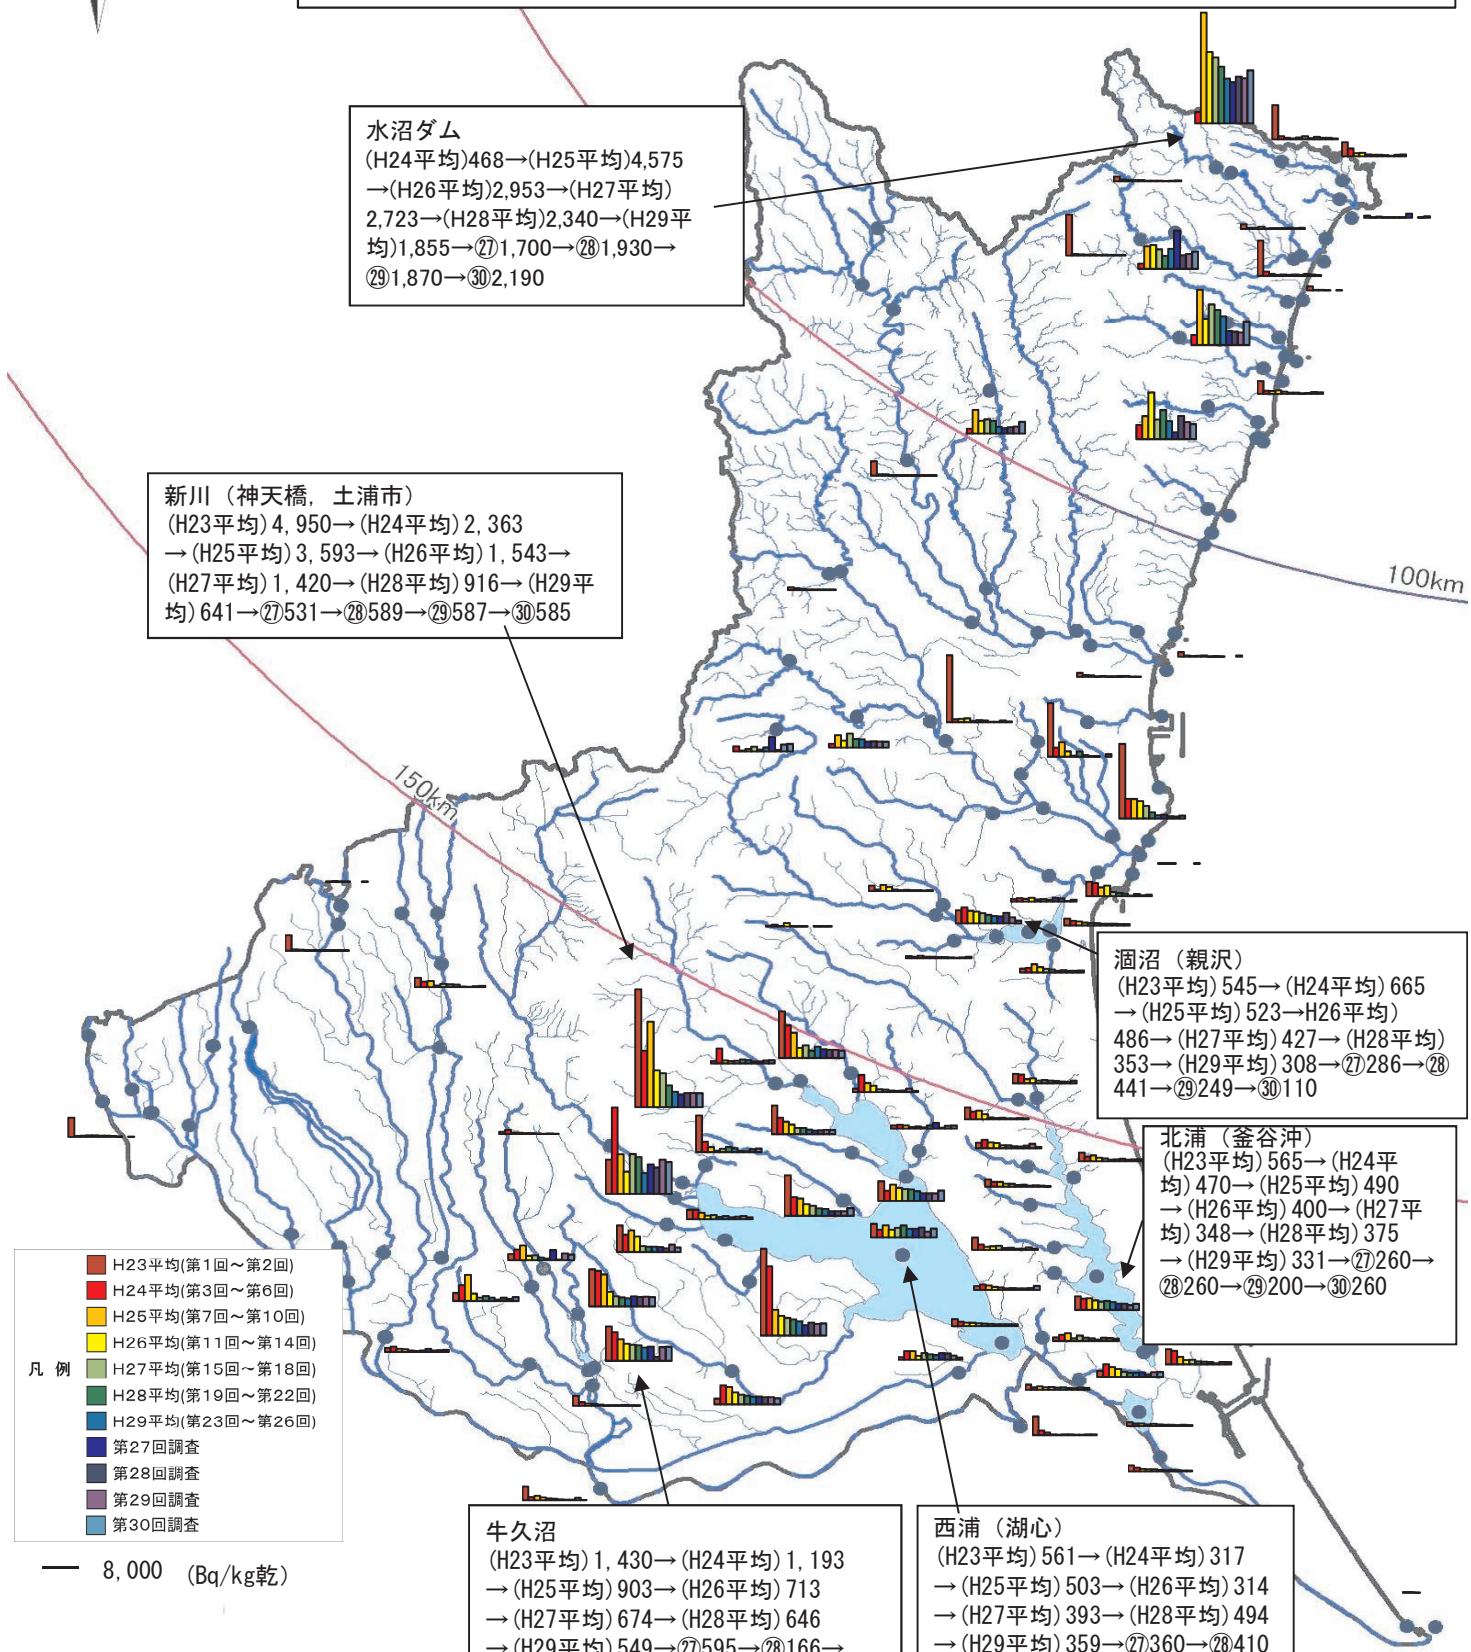 水沼ダム
(H24平均)468→(H25平均)4,575
→(H26平均)2,953→(H27平均)
2,723→(H28平均)2,340→(H29平
均)1,855→㉗1,700→㉘1,930→
㉙1,870→㉚2,190
新川（神天橋，土浦市）
(H23平均)4,950→(H24平均)2,363
→(H25平均)3,593→(H26平均)1,543→
(H27平均)1,420→(H28平均)916→(H29平
均)641→㉗531→㉘589→㉙587→㉚585
100km
150km
涸沼（親沢）
(H23平均)545→(H24平均)665
→(H25平均)523→H26平均)
486→(H27平均)427→(H28平均)
353→(H29平均)308→㉗286→㉘
441→㉙249→㉚110
北浦（釜谷沖）
(H23平均)565→(H24平
均)470→(H25平均)490
→(H26平均)400→(H27平
均)348→(H28平均)375
→(H29平均)331→㉗260→
㉘260→㉙200→㉚260
凡 例
H23平均(第1回～第2回)
H24平均(第3回～第6回)
H25平均(第7回～第10回)
H26平均(第11回～第14回)
H27平均(第15回～第18回)
H28平均(第19回～第22回)
H29平均(第23回～第26回)
第27回調査
第28回調査
第29回調査
第30回調査
8,000 (Bq/kg乾)
牛久沼
(H23平均)1,430→(H24平均)1,193
→(H25平均)903→(H26平均)713
→(H27平均)674→(H28平均)646
→(H29平均)549→㉗595→㉘166→
西浦（湖心）
(H23平均)561→(H24平均)317
→(H25平均)503→(H26平均)314
→(H27平均)393→(H28平均)494
→(H29平均)359→㉗360→㉘410